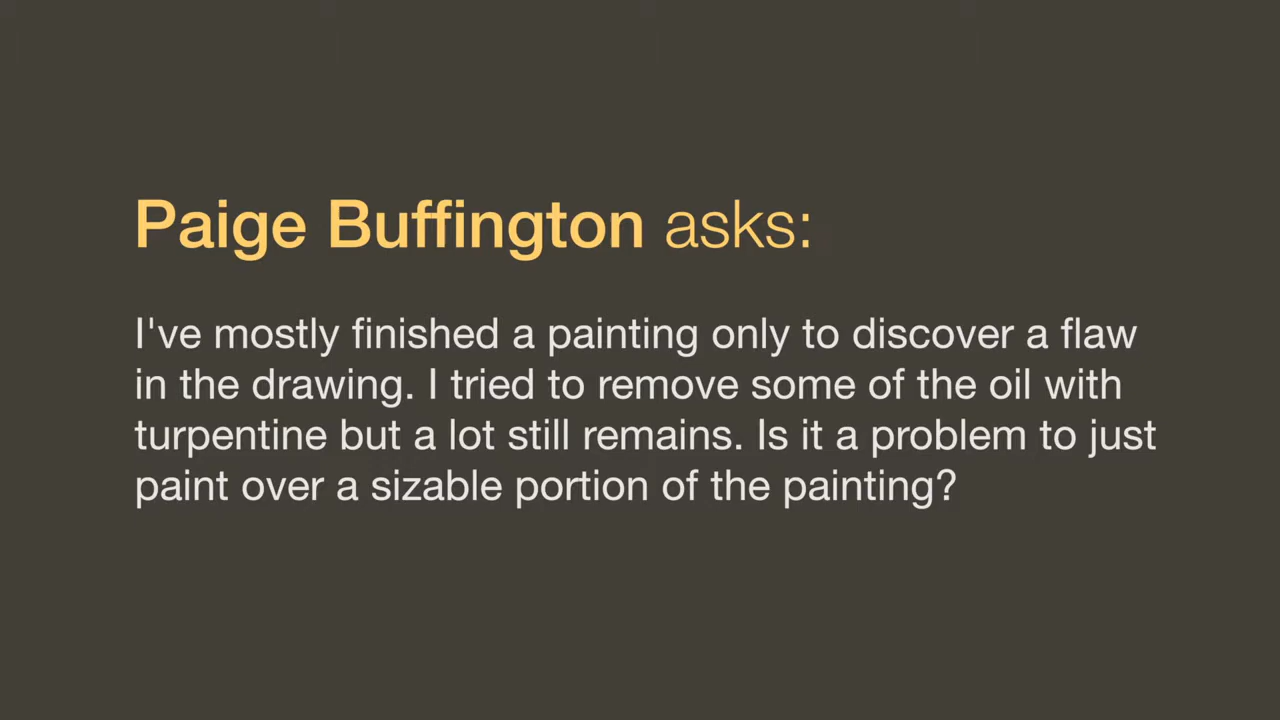 Paige Buffington asks:
I've mostly finished a painting only to discover a flaw
in the drawing. I tried to remove some of the oil with
turpentine but a lot still remains. Is it a problem to just
paint over a sizable portion of the painting?